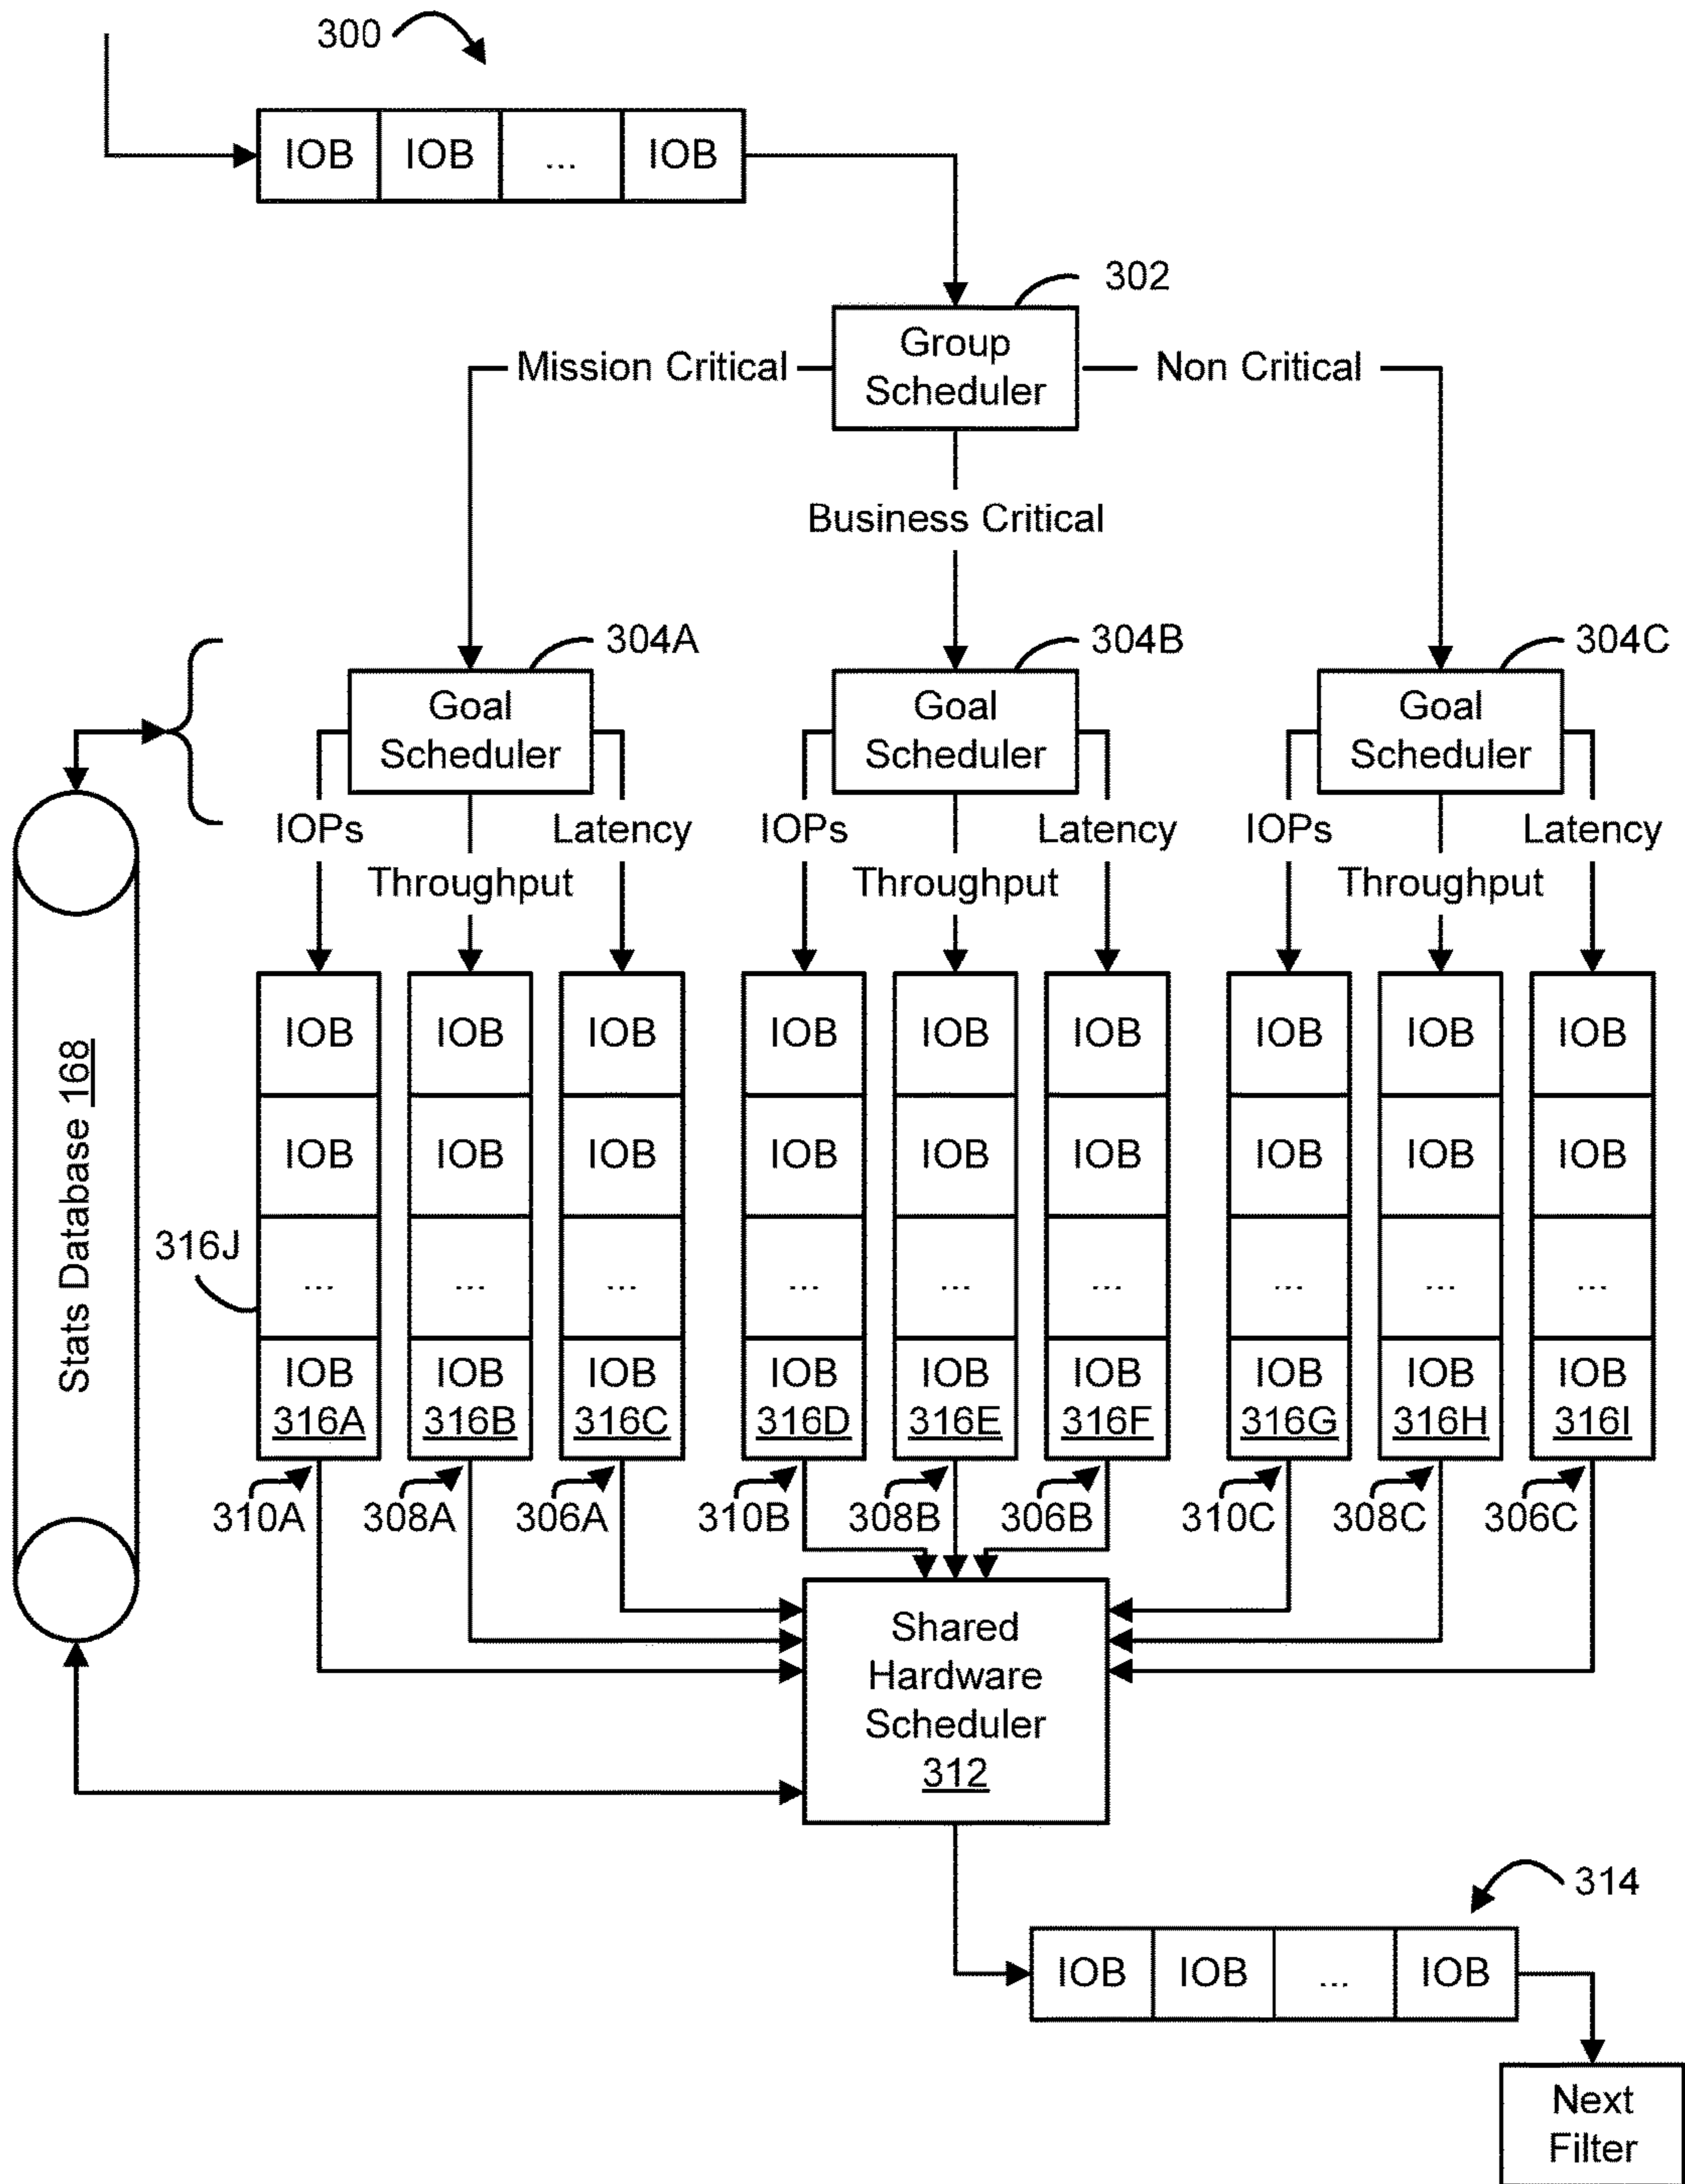 300
IOB IOB ... IOB
302
Group
Scheduler
Mission Critical
Non Critical
Business Critical
304A
304B
304C
Goal
Scheduler
Goal
Scheduler
Goal
Scheduler
IOPs
Throughput
Latency
IOPs
Throughput
Latency
IOPs
Throughput
Latency
Stats Database 168
316J
IOB IOB IOB IOB IOB IOB IOB IOB IOB
IOB IOB IOB IOB IOB IOB IOB IOB IOB
... ... ... ... ... ... ... ... ...
IOB IOB IOB IOB IOB IOB IOB IOB IOB
316A 316B 316C 316D 316E 316F 316G 316H 316I
310A 308A 306A 310B 308B 306B 310C 308C 306C
Shared
Hardware
Scheduler
312
314
IOB IOB ... IOB
Next
Filter